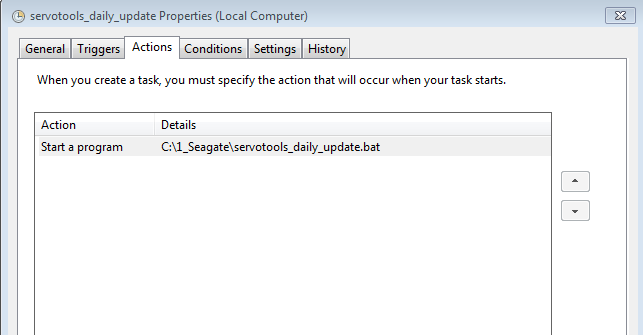 servotools_daily_update Properties (Local Computer)
General Triggers Actions Conditions Settings History
When you create a task, you must specify the action that will occur when your task starts.
Action Details
Start a program C:\1_Seagate\servotools_daily_update.bat